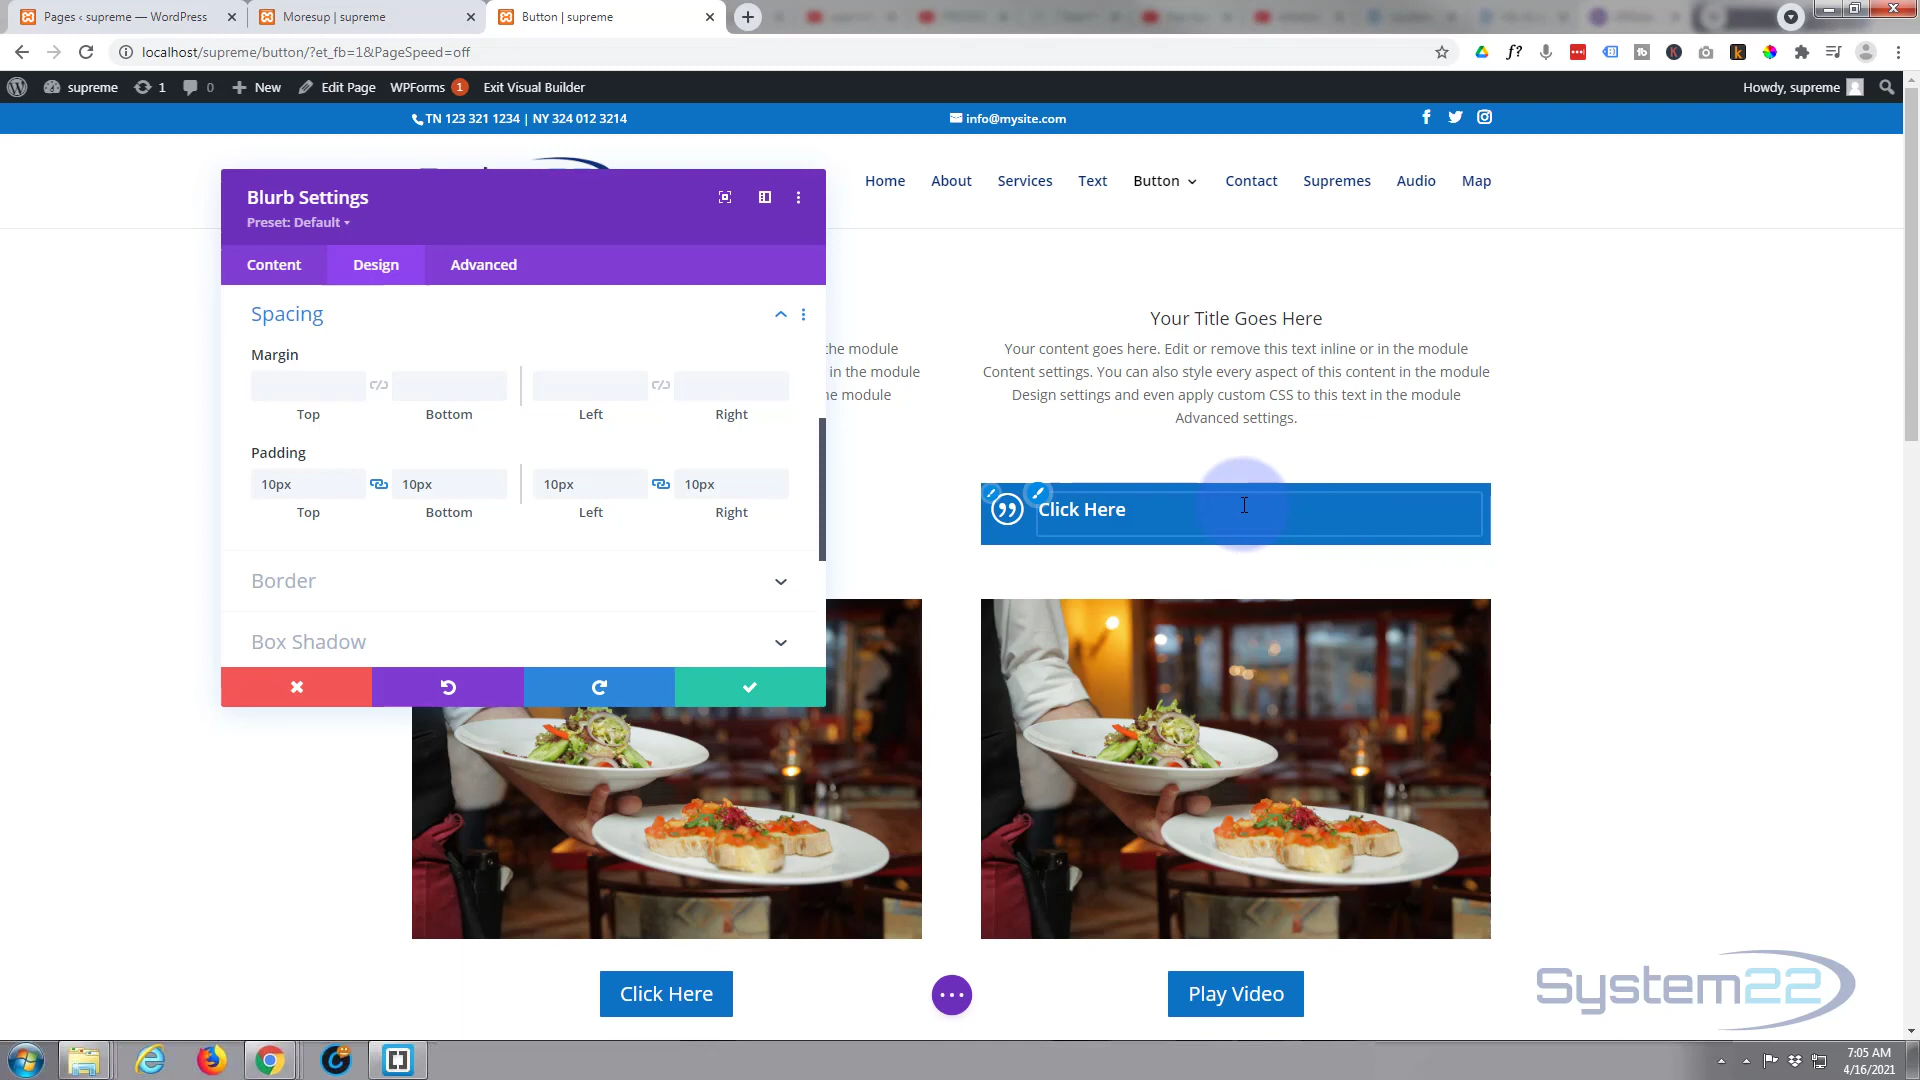 Pages ‹ supreme — WordPress
Moresup | supreme
Button | supreme
localhost/supreme/button/?et_fb=1&PageSpeed=off
supreme
1
0
New
Edit Page
WPForms 1
Exit Visual Builder
Howdy, supreme
TN 123 321 1234 | NY 324 012 3214
info@mysite.com
Home
About
Services
Text
Button
Contact
Supremes
Audio
Map
Blurb Settings
Preset: Default
Content
Design
Advanced
Spacing
Margin
Top
Bottom
Left
Right
Padding
10px
10px
10px
10px
Top
Bottom
Left
Right
Border
Box Shadow
the module
in the module
e module
Your Title Goes Here
Your content goes here. Edit or remove this text inline or in the module
Content settings. You can also style every aspect of this content in the module
Design settings and even apply custom CSS to this text in the module
Advanced settings.
Click Here
Click Here
Play Video
System22
7:05 AM
4/16/2021